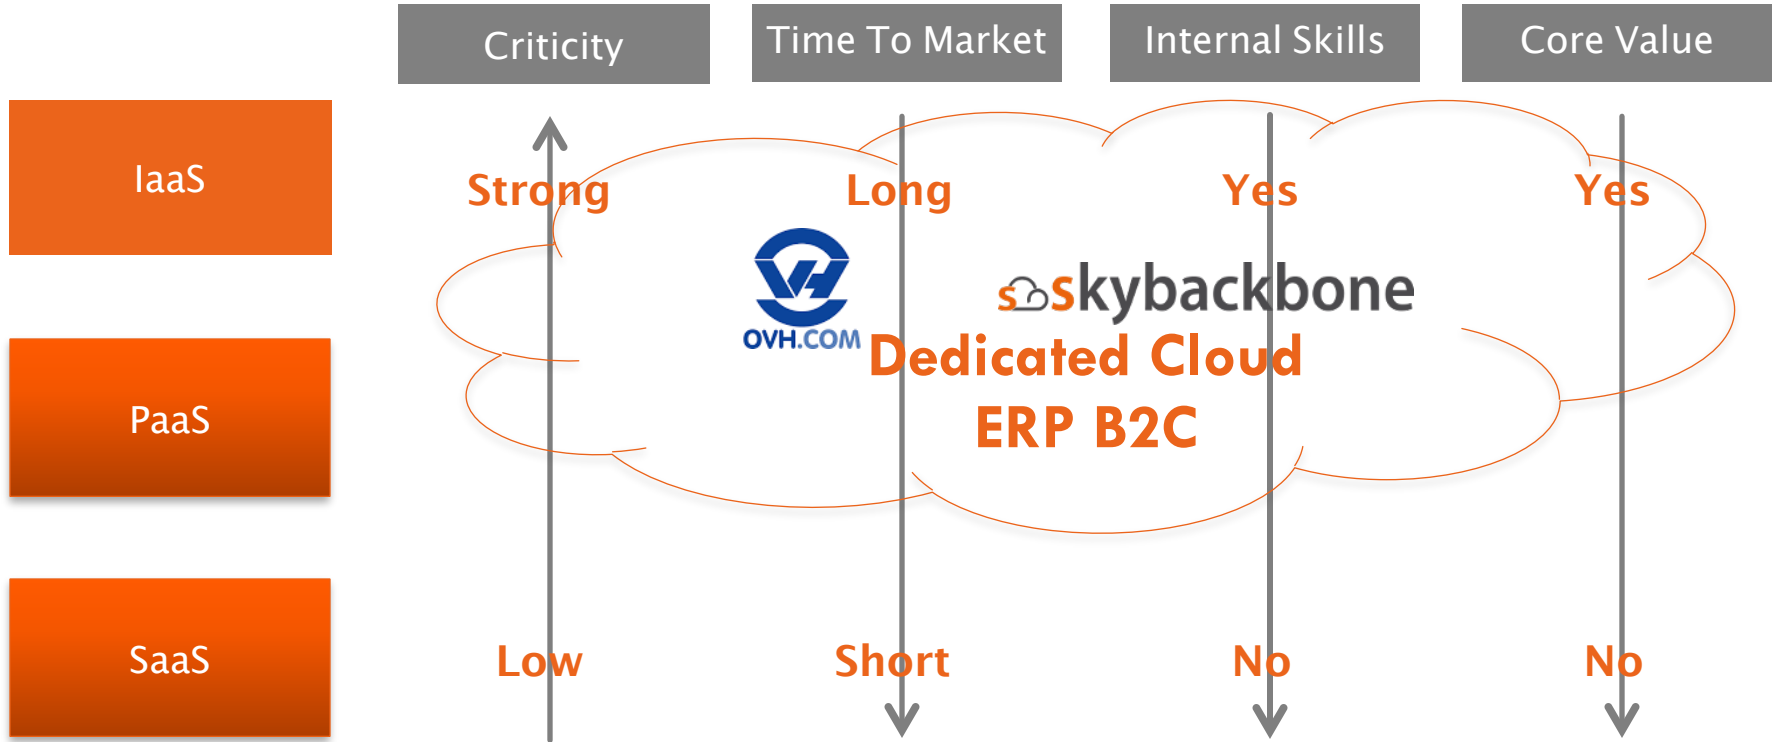 Criticity
Time To Market
Internal Skills
Core Value
IaaS
Strong
Long
Yes
Yes
OVH.COM
s skybackbone
Dedicated Cloud
ERP B2C
PaaS
SaaS
Low
Short
No
No